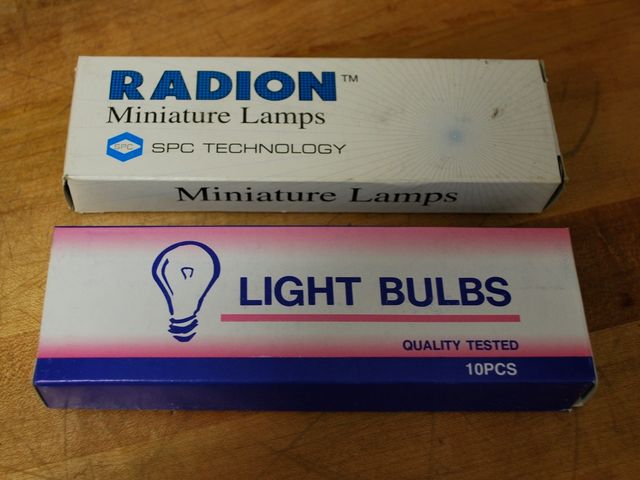 RADION™
Miniature Lamps
SPC SPC TECHNOLOGY
Miniature Lamps
LIGHT BULBS
QUALITY TESTED
10PCS